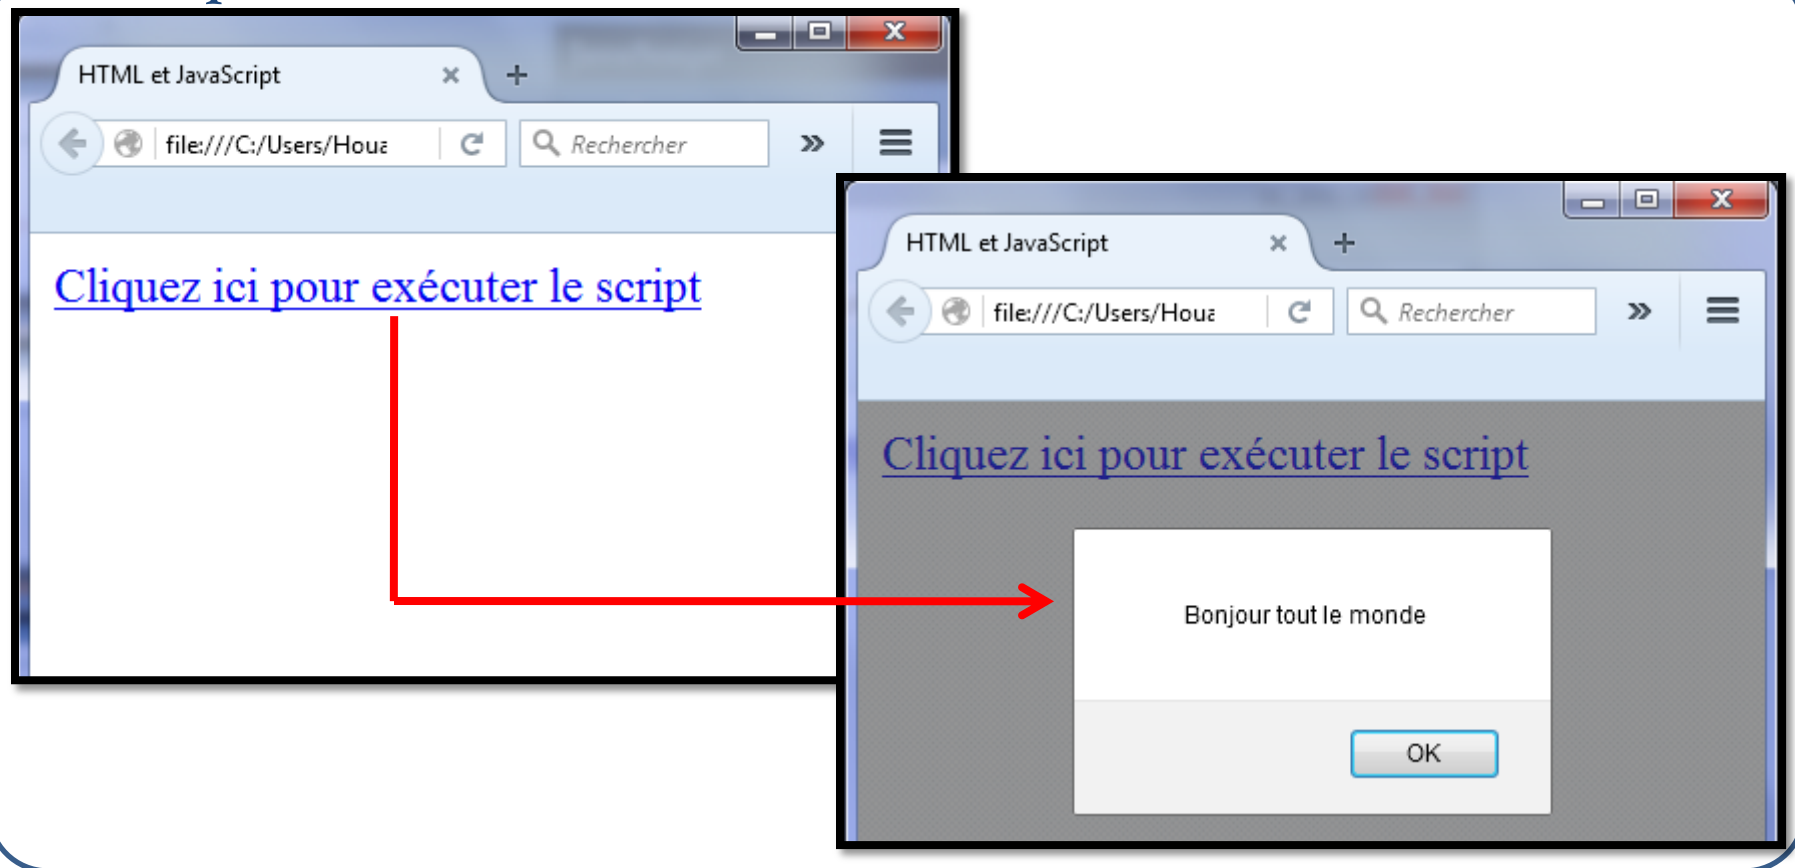 HTML et JavaScript
file:///C:/Users/Houa
Rechercher
Cliquez ici pour exécuter le script
HTML et JavaScript
file:///C:/Users/Houa
Rechercher
Cliquez ici pour exécuter le script
Bonjour tout le monde
OK